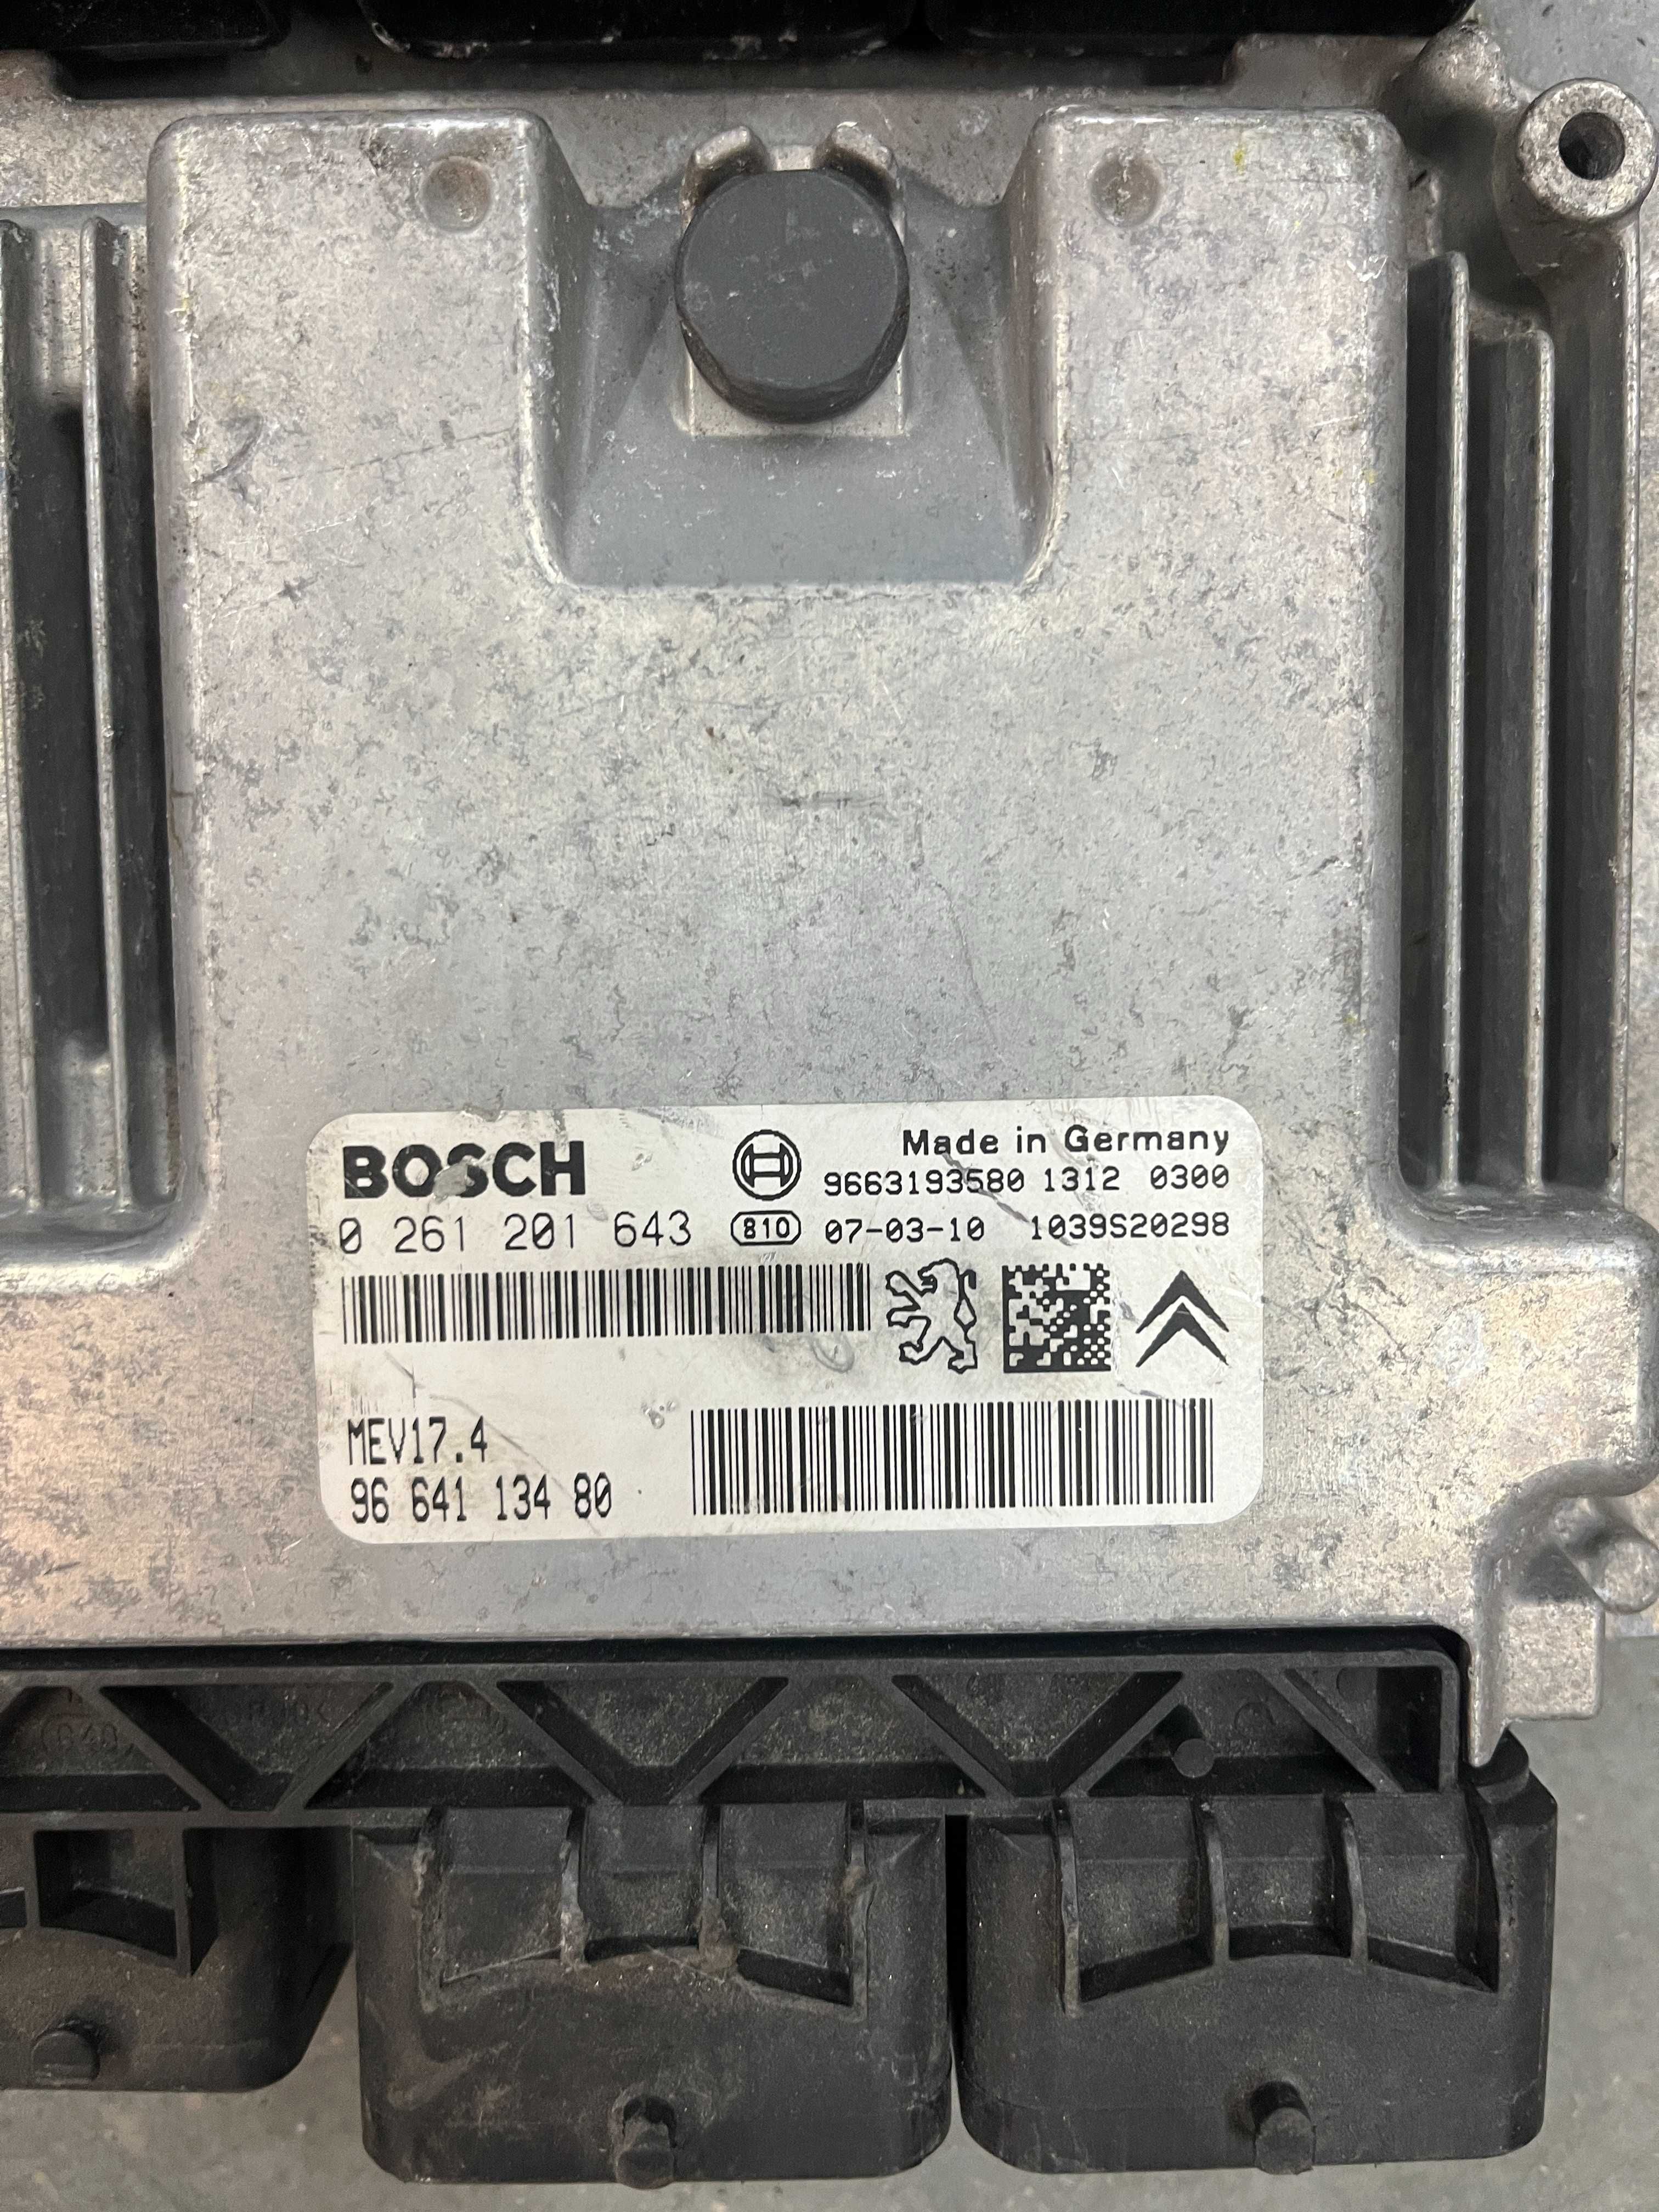 BOSCH
Made in Germany
9663193580 1312 0300
0 261 201 643
810 07-03-10 1039S20298
MEV17.4
96 641 134 80